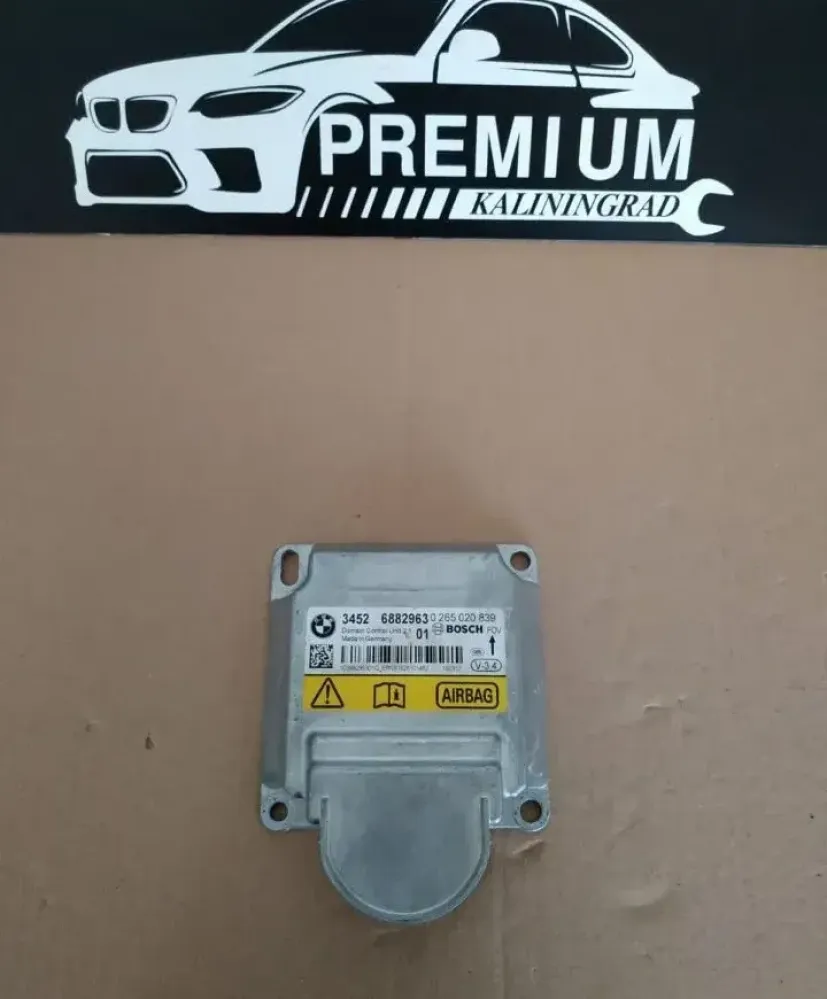 PREMIUM
KALININGRAD
3452 6882963 0 265 020 839
Domain Control Unit 01 BOSCH FOV
Made in Germany
V-3.4
AIRBAG